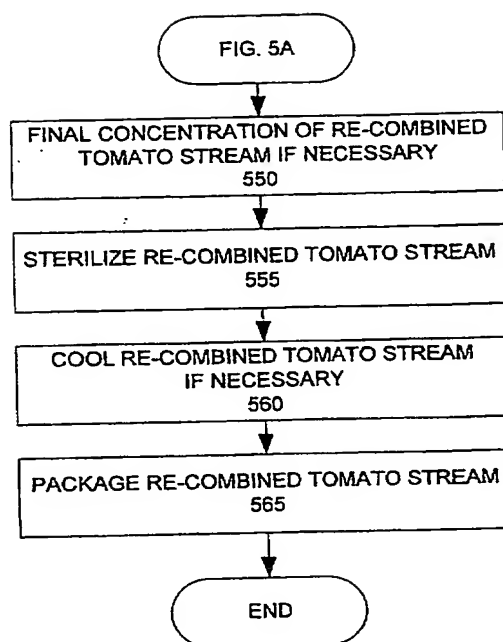 FIG. 5A
FINAL CONCENTRATION OF RE-COMBINED
TOMATO STREAM IF NECESSARY
550
STERILIZE RE-COMBINED TOMATO STREAM
555
COOL RE-COMBINED TOMATO STREAM
IF NECESSARY
560
PACKAGE RE-COMBINED TOMATO STREAM
565
END